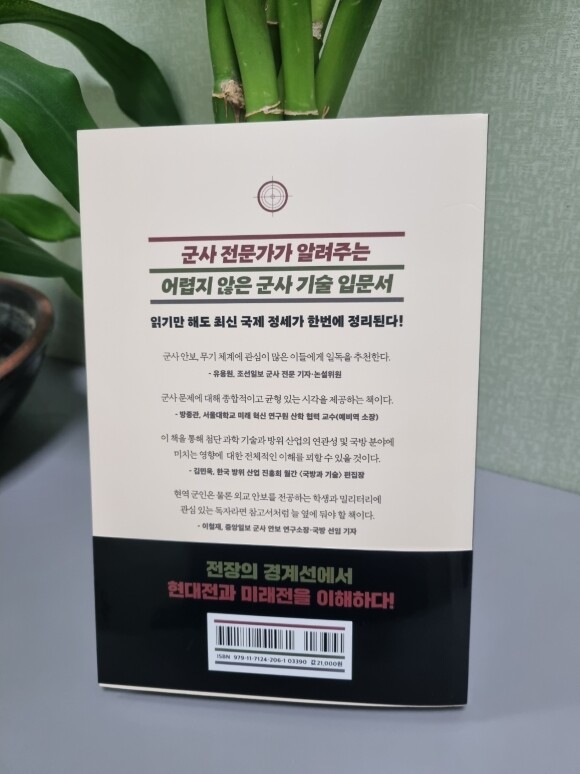 군사 전문가가 알려주는
어렵지 않은 군사 기술 입문서
읽기만 해도 최신 국제 정세가 한번에 정리된다!
군사 안보, 무기 체계에 관심이 많은 이들에게 일독을 추천한다.
- 유용원, 조선일보 군사 전문 기자·논설위원
군사 문제에 대해 종합적이고 균형 있는 시각을 제공하는 책이다.
- 방종관, 서울대학교 미래 혁신 연구원 산학 협력 교수(예비역 소장)
이 책을 통해 첨단 과학 기술과 방위 산업의 연관성 및 국방 분야에
미치는 영향에 대한 전체적인 이해를 꾀할 수 있을 것이다.
- 김민욱, 한국 방위 산업 진흥회 월간 〈국방과 기술〉 편집장
현역 군인은 물론 외교 안보를 전공하는 학생과 밀리터리에
관심 있는 독자라면 참고서처럼 늘 옆에 둬야 할 책이다.
- 이철재, 중앙일보 군사 안보 연구소장·국방 선임 기자
전장의 경계선에서
현대전과 미래전을 이해하다!
ISBN 979-11-7124-206-1 03390 값 21,000원